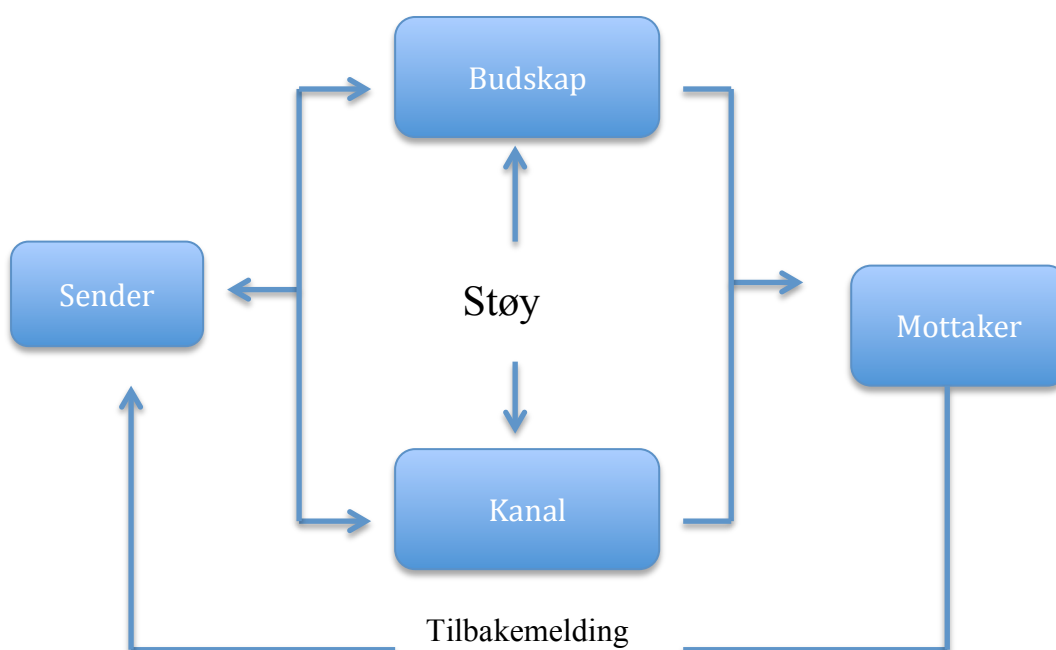 Budskap
Sender
Støy
Mottaker
Kanal
Tilbakemelding